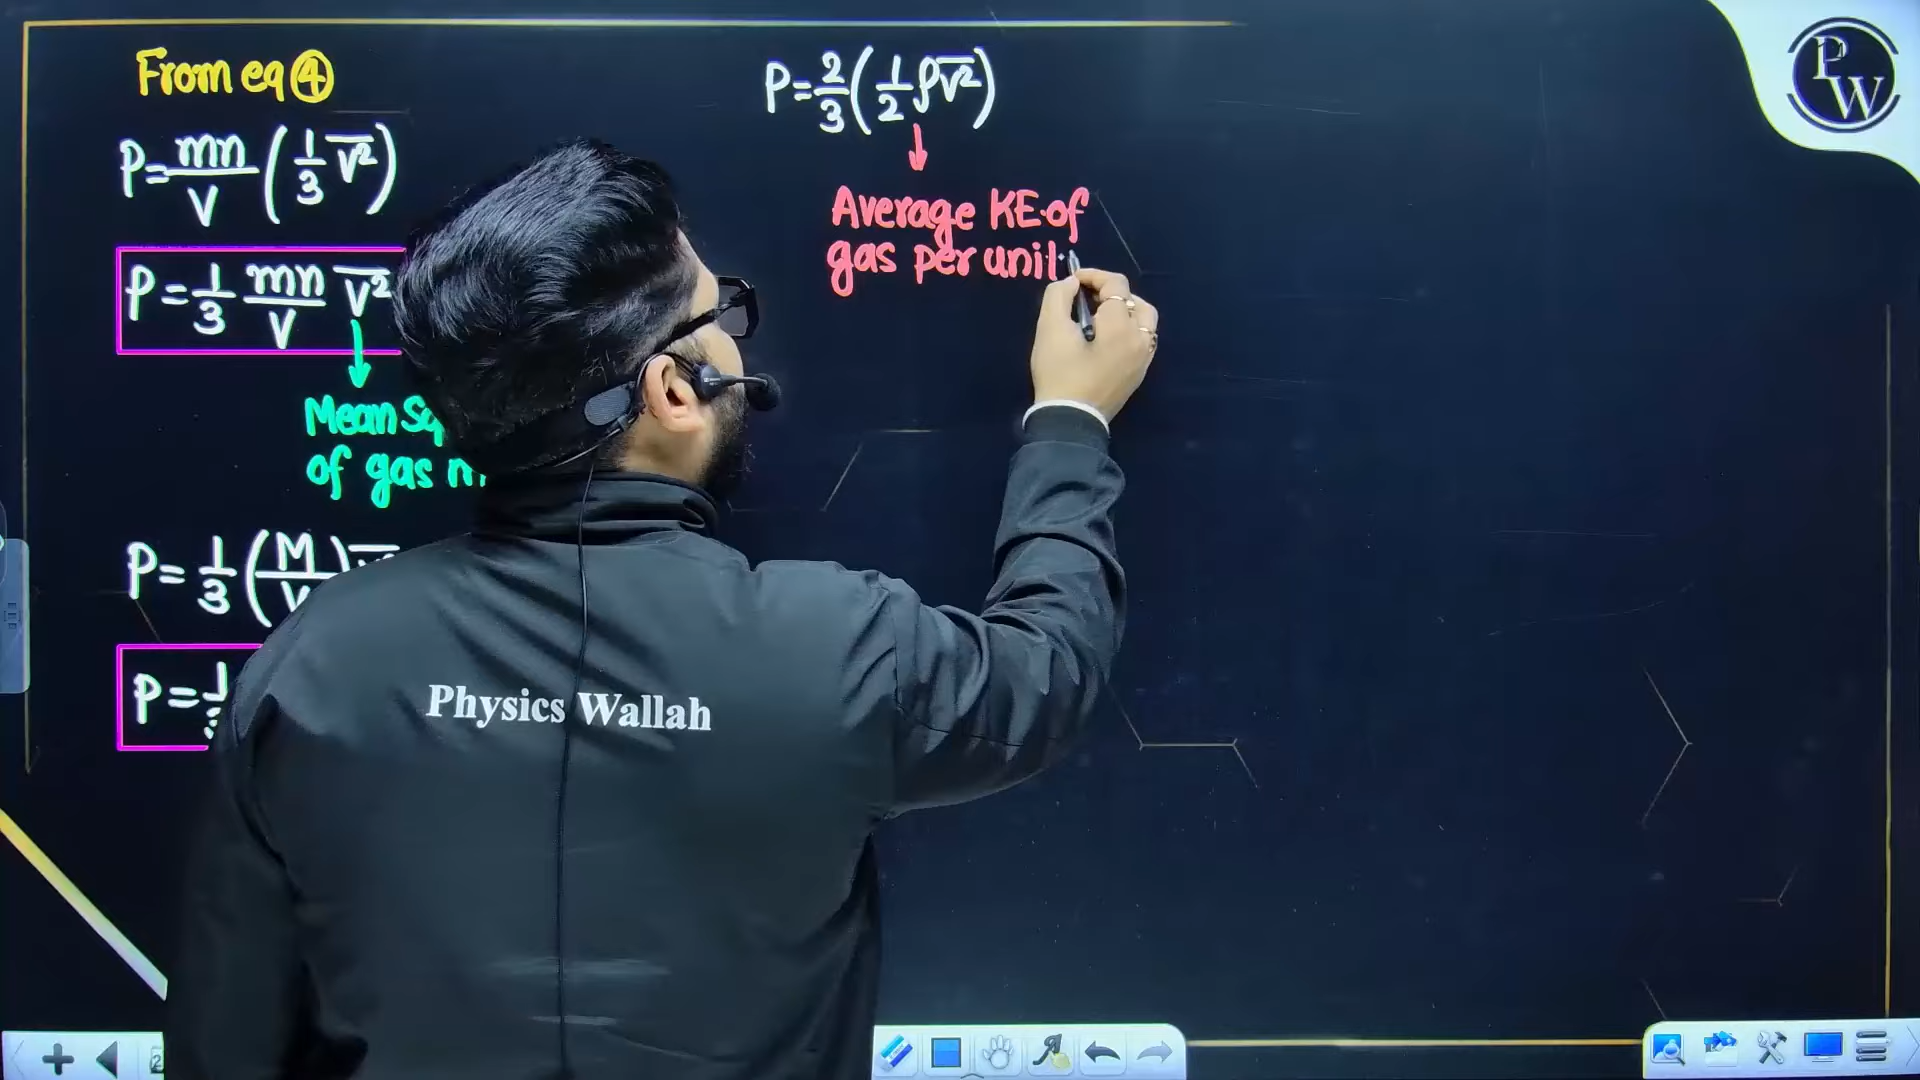 From eq ④
P = mn/V (1/3 v̅²)
P = 1/3 mn/V v̅²
Mean
of gas
P = 1/3 (M/V)
P = 1
P = 2/3 (1/2 ρv̅²)
Average KE of
gas per unit
Physics Wallah
PW